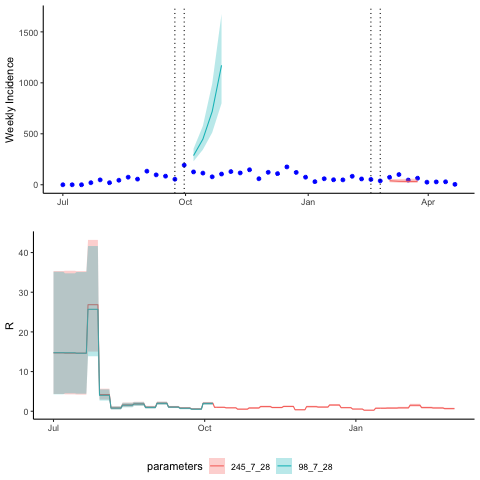 1500
1000
500
0
Weekly Incidence
Jul
Oct
Jan
Apr
40
30
20
10
0
R
Jul
Oct
Jan
parameters
245_7_28
98_7_28